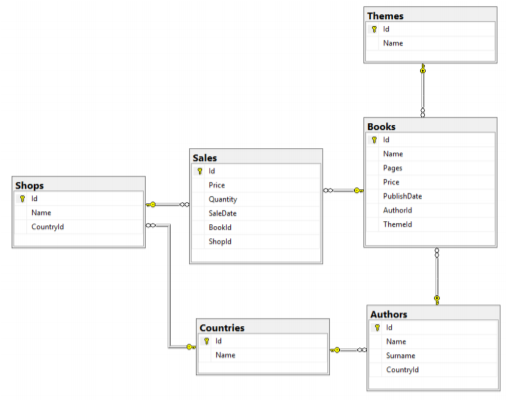 Themes
Id
Name
Books
Id
Name
Pages
Price
PublishDate
AuthorId
ThemeId
Sales
Id
Price
Quantity
SaleDate
BookId
ShopId
Shops
Id
Name
CountryId
Countries
Id
Name
Authors
Id
Name
Surname
CountryId